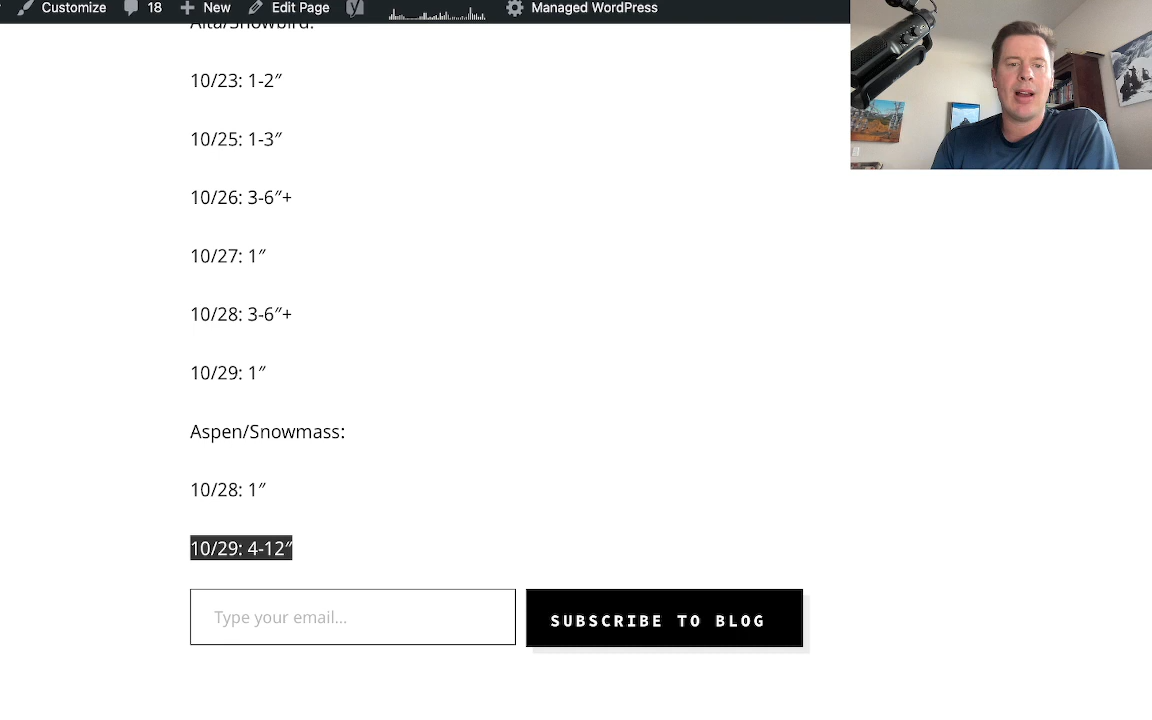 Customize 18 New Edit Page Managed WordPress
Alta/Snowbird:
10/23: 1-2″
10/25: 1-3″
10/26: 3-6″+
10/27: 1″
10/28: 3-6″+
10/29: 1″
Aspen/Snowmass:
10/28: 1″
10/29: 4-12″
Type your email...
SUBSCRIBE TO BLOG